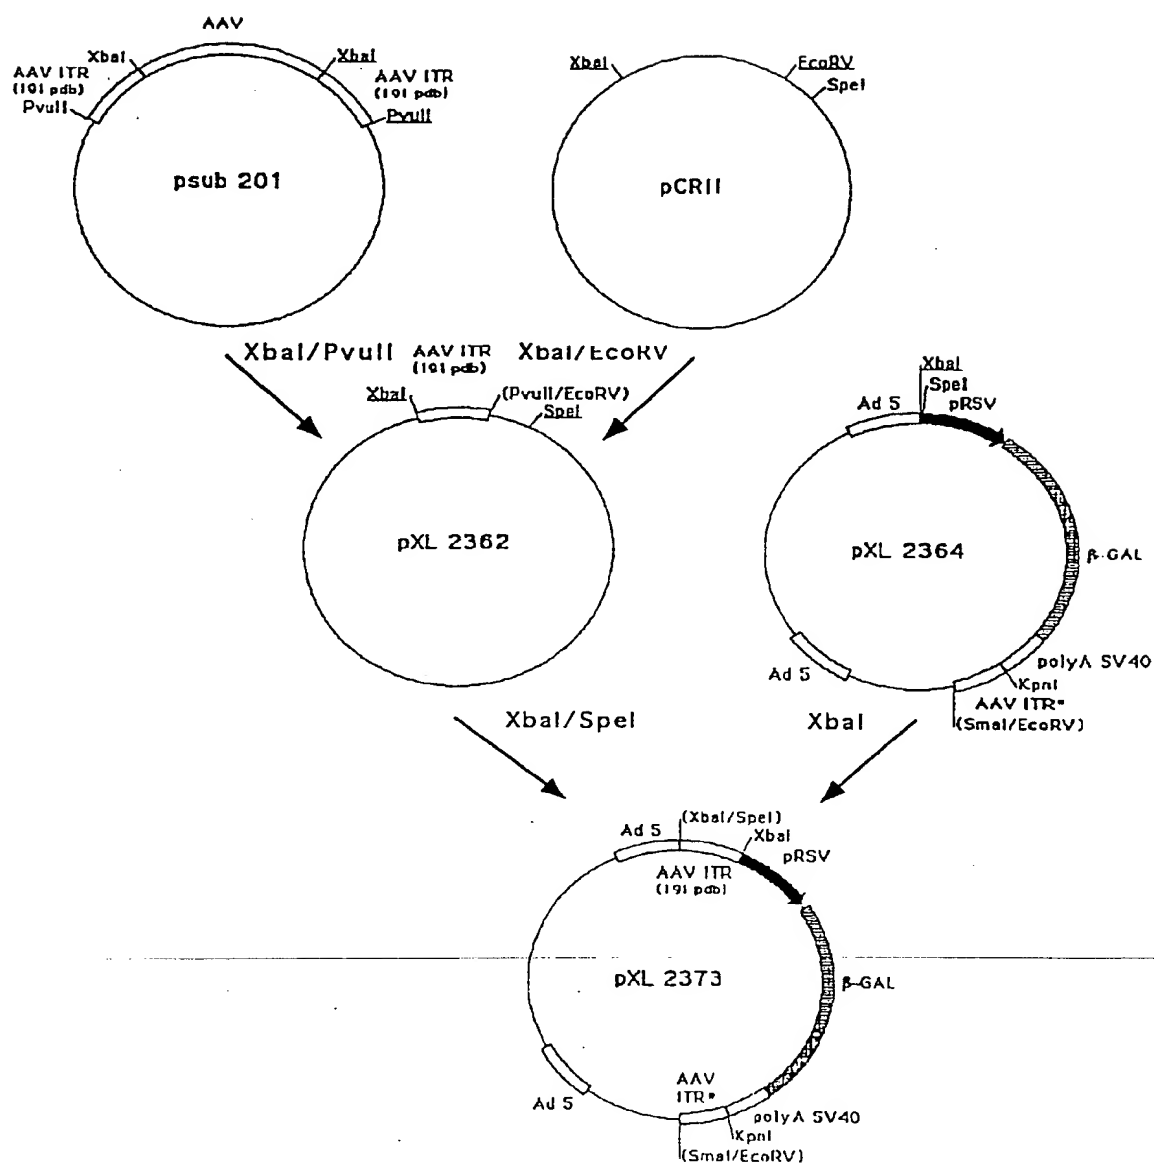 AAV
XbaI
XbaI
AAV ITR
(191 pdb)
PvuII
AAV ITR
(191 pdb)
PvuII
psub 201
XbaI
EcoRV
SpeI
pCRII
XbaI/PvuII
AAV ITR
(191 pdb)
XbaI/EcoRV
XbaI
(PvuII/EcoRV)
SpeI
pXL 2362
XbaI
SpeI
Ad 5
pRSV
pXL 2364
β-GAL
Ad 5
polyA SV40
KpnI
AAV ITR*
(SmaI/EcoRV)
XbaI/SpeI
XbaI
Ad 5
(XbaI/SpeI)
XbaI
pRSV
AAV ITR
(191 pdb)
pXL 2373
β-GAL
Ad 5
AAV
ITR*
polyA SV40
KpnI
(SmaI/EcoRV)